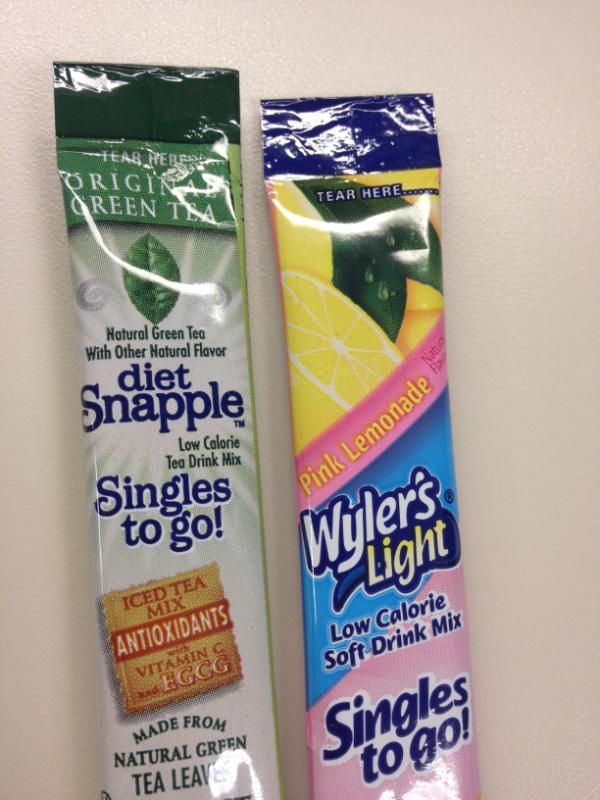 TEAR HERE
ORIGINAL
GREEN TEA
Natural Green Tea
With Other Natural Flavor
diet
Snapple™
Low Calorie
Tea Drink Mix
Singles
to go!
ICED TEA
MIX
ANTIOXIDANTS
with
VITAMIN C
and EGCG
MADE FROM
NATURAL GREEN
TEA LEAVES
TEAR HERE.......
Pink Lemonade
Wyler's®
Light
Low Calorie
Soft Drink Mix
Singles
to go!